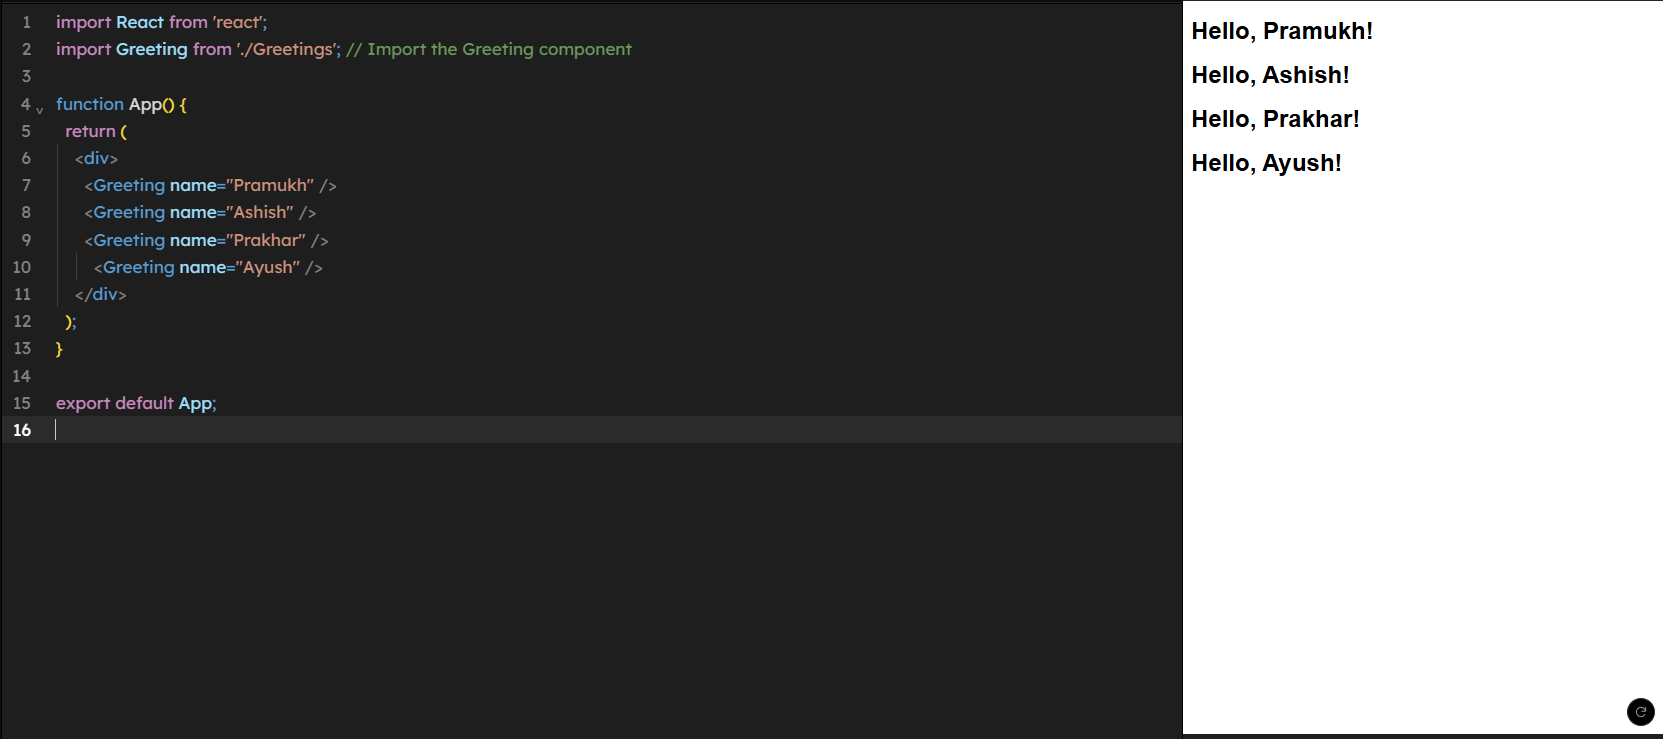 1 import React from 'react';
2 import Greeting from './Greetings'; // Import the Greeting component
3
4 function App() {
5 return (
6 <div>
7 <Greeting name="Pramukh" />
8 <Greeting name="Ashish" />
9 <Greeting name="Prakhar" />
10 <Greeting name="Ayush" />
11 </div>
12 );
13 }
14
15 export default App;
16
Hello, Pramukh!
Hello, Ashish!
Hello, Prakhar!
Hello, Ayush!